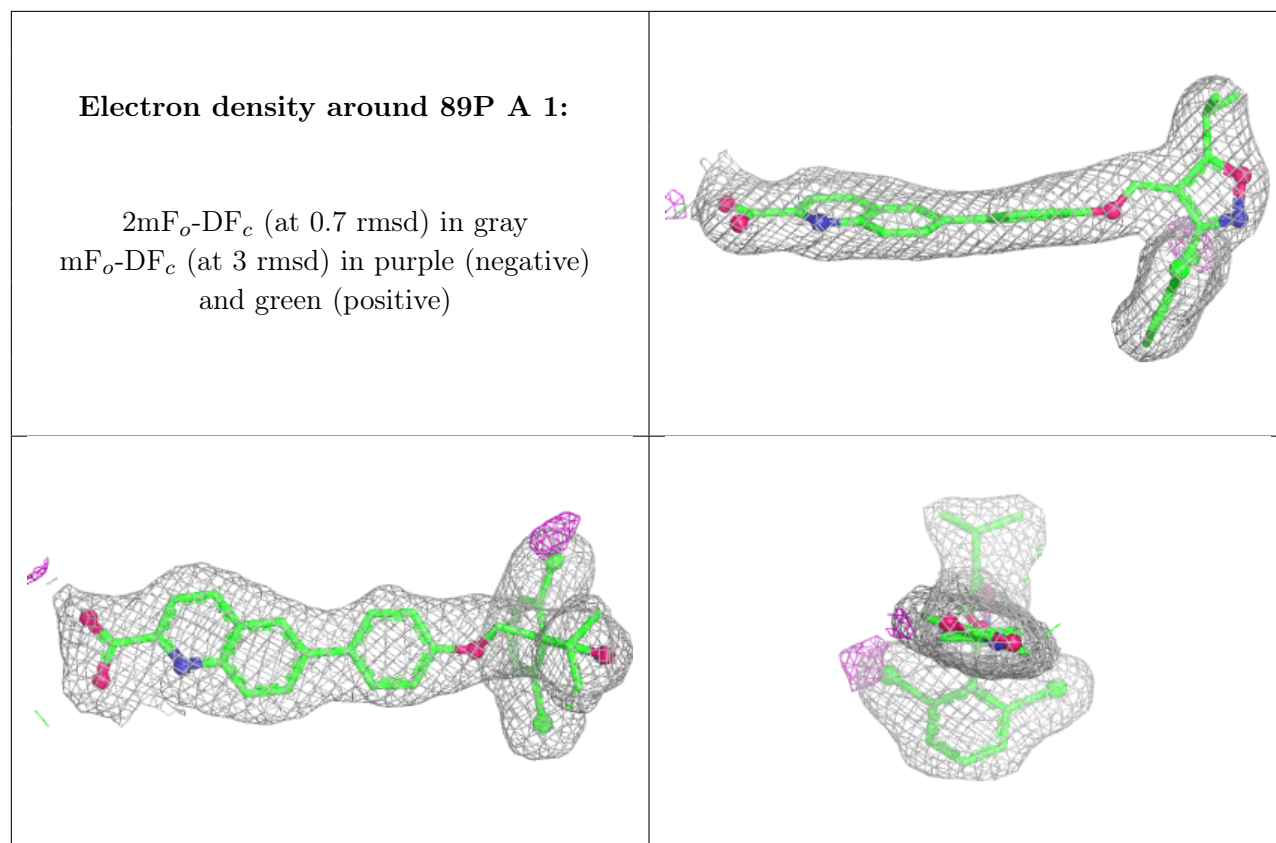 Electron density around 89P A 1:
2mFo-DFc (at 0.7 rmsd) in gray
mFo-DFc (at 3 rmsd) in purple (negative)
and green (positive)